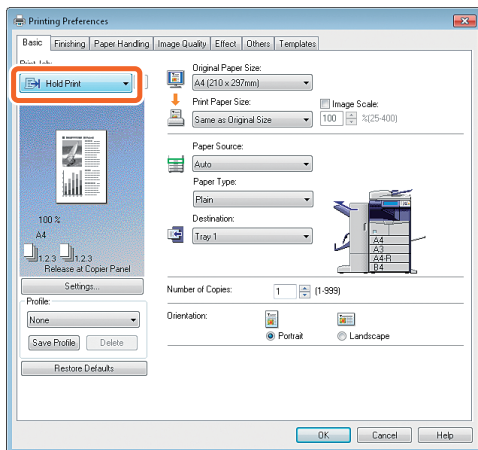 Printing Preferences
Basic Finishing Paper Handling Image Quality Effect Others Templates
Print Job:
Hold Print
Original Paper Size:
A4 (210 x 297mm)
Print Paper Size:
Same as Original Size
Image Scale:
100 %(25-400)
Paper Source:
Auto
Paper Type:
Plain
Destination:
Tray 1
100 %
A4
1.2.3 1.2.3
Release at Copier Panel
A4
A3
A4-R
B4
Settings...
Profile:
None
Save Profile Delete
Restore Defaults
Number of Copies: 1 (1-999)
Orientation:
Portrait Landscape
OK Cancel Help